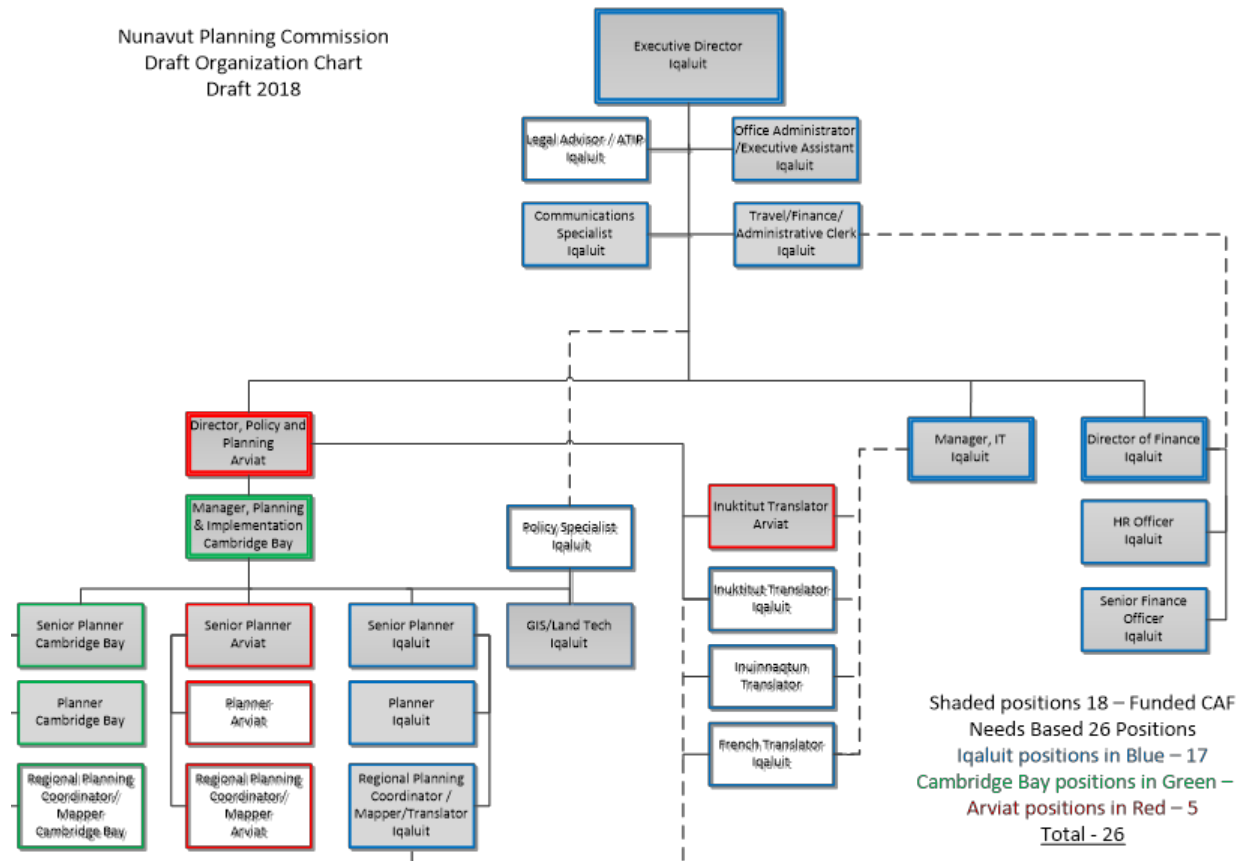 Nunavut Planning Commission
Draft Organization Chart
Draft 2018
Executive Director
Iqaluit
Legal Advisor / ATIP
Iqaluit
Office Administrator
/Executive Assistant
Iqaluit
Communications
Specialist
Iqaluit
Travel/Finance/
Administrative Clerk
Iqaluit
Director, Policy and
Planning
Arviat
Manager, IT
Iqaluit
Director of Finance
Iqaluit
Manager, Planning
& Implementation
Cambridge Bay
Policy Specialist
Iqaluit
Inuktitut Translator
Arviat
HR Officer
Iqaluit
Inuktitut Translator
Iqaluit
Senior Finance
Officer
Iqaluit
Senior Planner
Cambridge Bay
Senior Planner
Arviat
Senior Planner
Iqaluit
GIS/Land Tech
Iqaluit
Inuinnaqtun
Translator
Planner
Cambridge Bay
Planner
Arviat
Planner
Iqaluit
French Translator
Iqaluit
Regional Planning
Coordinator/
Mapper
Cambridge Bay
Regional Planning
Coordinator/
Mapper
Arviat
Regional Planning
Coordinator /
Mapper/Translator
Iqaluit
Shaded positions 18 – Funded CAF
Needs Based 26 Positions
Iqaluit positions in Blue – 17
Cambridge Bay positions in Green –
Arviat positions in Red – 5
Total - 26